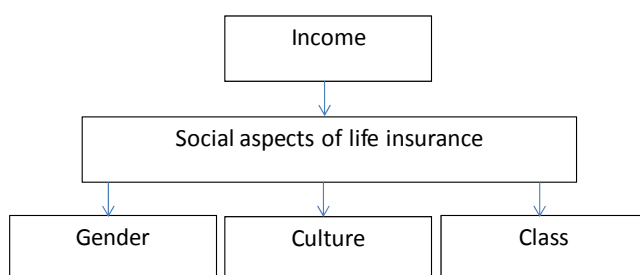 Income
Social aspects of life insurance
Gender
Culture
Class